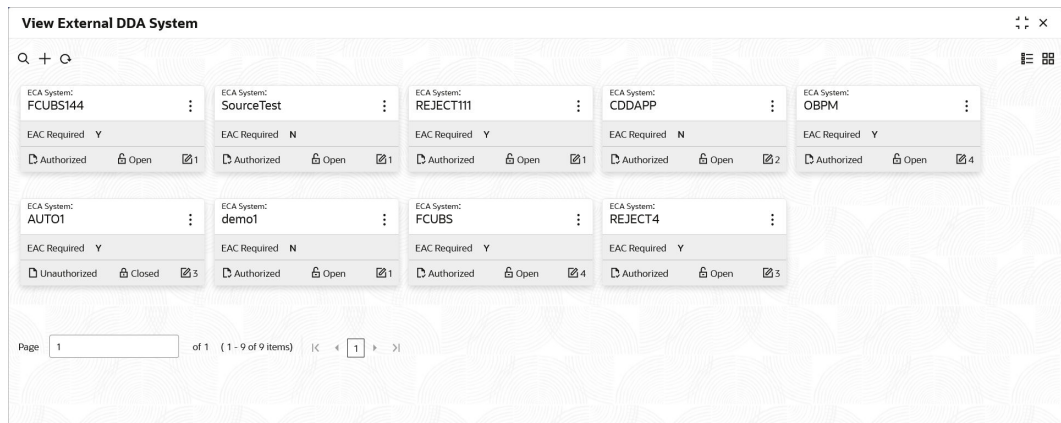 View External DDA System
ECA System: ECA System: ECA System: ECA System: ECA System:
FCUBS144 SourceTest REJECT111 CDDAPP OBPM
EAC Required Y EAC Required N EAC Required Y EAC Required N EAC Required Y
Authorized Open 1 Authorized Open 1 Authorized Open 1 Authorized Open 2 Authorized Open 4
ECA System: ECA System: ECA System: ECA System:
AUTO1 demo1 FCUBS REJECT4
EAC Required Y EAC Required N EAC Required Y EAC Required Y
Unauthorized Closed 3 Authorized Open 1 Authorized Open 4 Authorized Open 3
Page 1 of 1 (1 - 9 of 9 items) 1